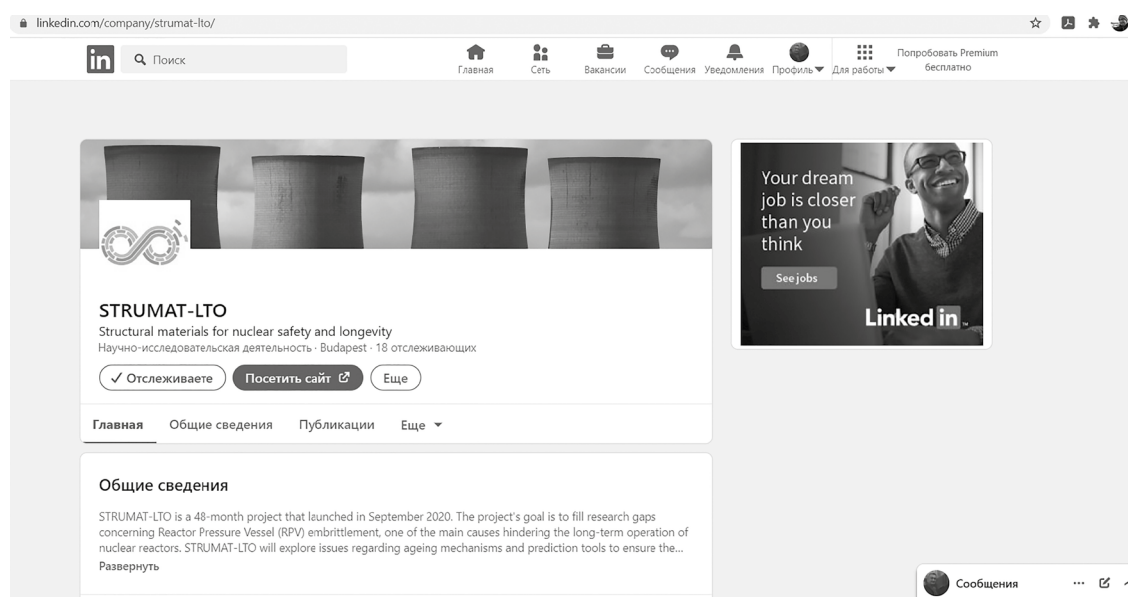 linkedin.com/company/strumat-lto/
in
Поиск
Главная
Сеть
Вакансии
Сообщения
Уведомления
Профиль
Для работы
Попробовать Premium
бесплатно
Your dream
job is closer
than you
think
See jobs
Linked in
STRUMAT-LTO
Structural materials for nuclear safety and longevity
Научно-исследовательская деятельность · Budapest · 18 отслеживающих
✓ Отслеживаете
Посетить сайт
Еще
Главная
Общие сведения
Публикации
Еще
Общие сведения
STRUMAT-LTO is a 48-month project that launched in September 2020. The project's goal is to fill research gaps
concerning Reactor Pressure Vessel (RPV) embrittlement, one of the main causes hindering the long-term operation of
nuclear reactors. STRUMAT-LTO will explore issues regarding ageing mechanisms and prediction tools to ensure the...
Развернуть
Сообщения